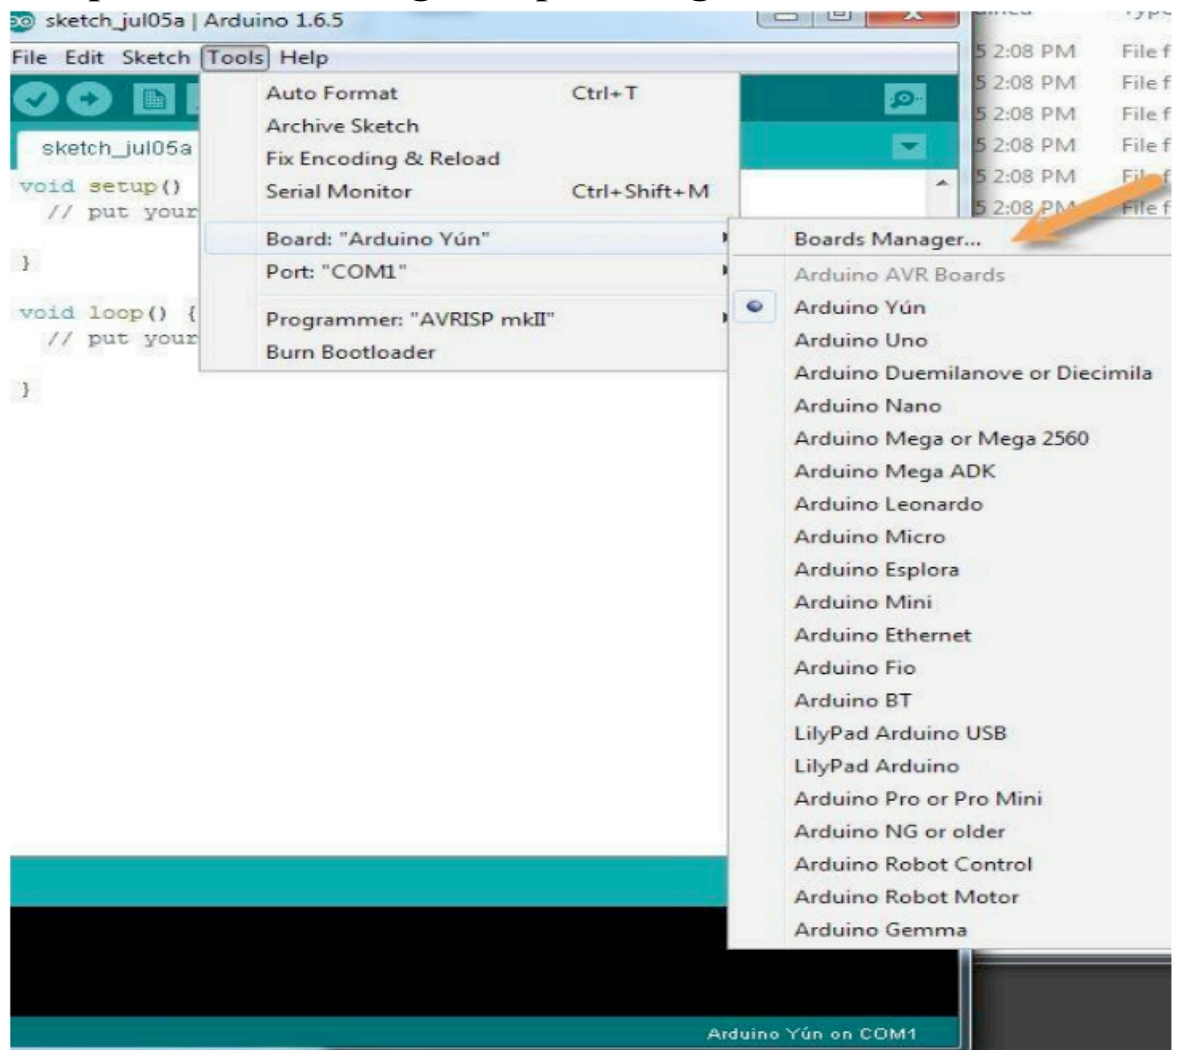 sketch_jul05a | Arduino 1.6.5
File Edit Sketch Tools Help
Auto Format Ctrl+T
Archive Sketch
Fix Encoding & Reload
Serial Monitor Ctrl+Shift+M
Board: "Arduino Yún"
Port: "COM1"
Programmer: "AVRISP mkII"
Burn Bootloader
sketch_jul05a
void setup()
// put your
}
void loop() {
// put your
}
Boards Manager...
Arduino AVR Boards
Arduino Yún
Arduino Uno
Arduino Duemilanove or Diecimila
Arduino Nano
Arduino Mega or Mega 2560
Arduino Mega ADK
Arduino Leonardo
Arduino Micro
Arduino Esplora
Arduino Mini
Arduino Ethernet
Arduino Fio
Arduino BT
LilyPad Arduino USB
LilyPad Arduino
Arduino Pro or Pro Mini
Arduino NG or older
Arduino Robot Control
Arduino Robot Motor
Arduino Gemma
5 2:08 PM File f
5 2:08 PM File f
5 2:08 PM File f
5 2:08 PM File f
5 2:08 PM File f
5 2:08 PM File f
Arduino Yún on COM1